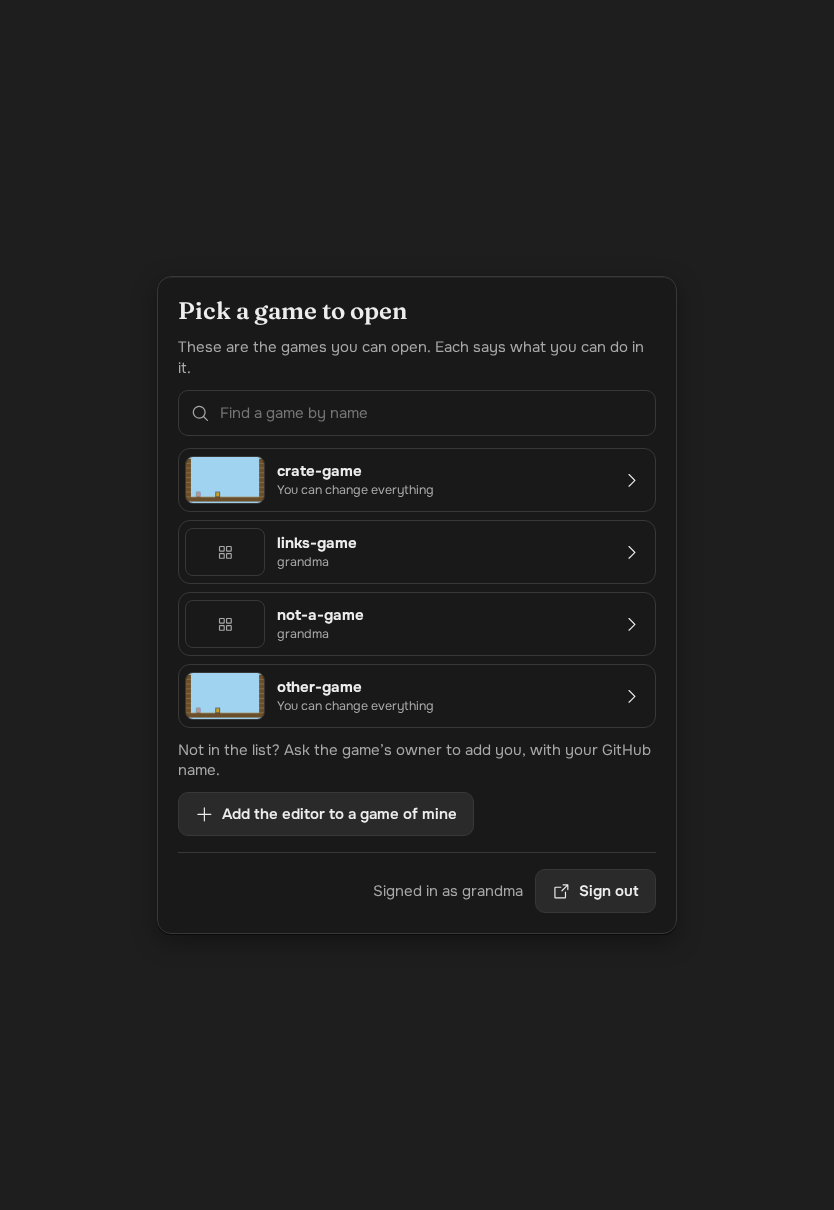 Pick a game to open
These are the games you can open. Each says what you can do in
it.
Find a game by name
crate-game
You can change everything
links-game
grandma
not-a-game
grandma
other-game
You can change everything
Not in the list? Ask the game’s owner to add you, with your GitHub
name.
Add the editor to a game of mine
Signed in as grandma
Sign out